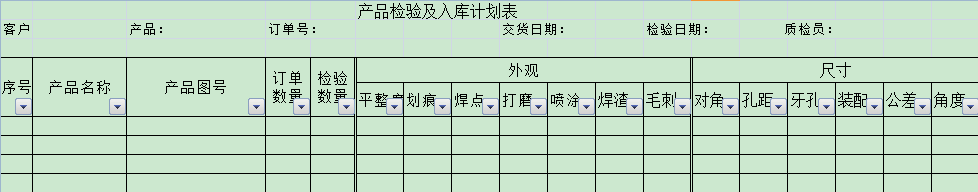 产品检验及入库计划表
客户 产品： 订单号： 交货日期： 检验日期： 质检员：
序号 产品名称 产品图号 订单数量 检验数量 外观 尺寸
平整度 划痕 焊点 打磨 喷涂 焊渣 毛刺 对角 孔距 牙孔 装配 公差 角度